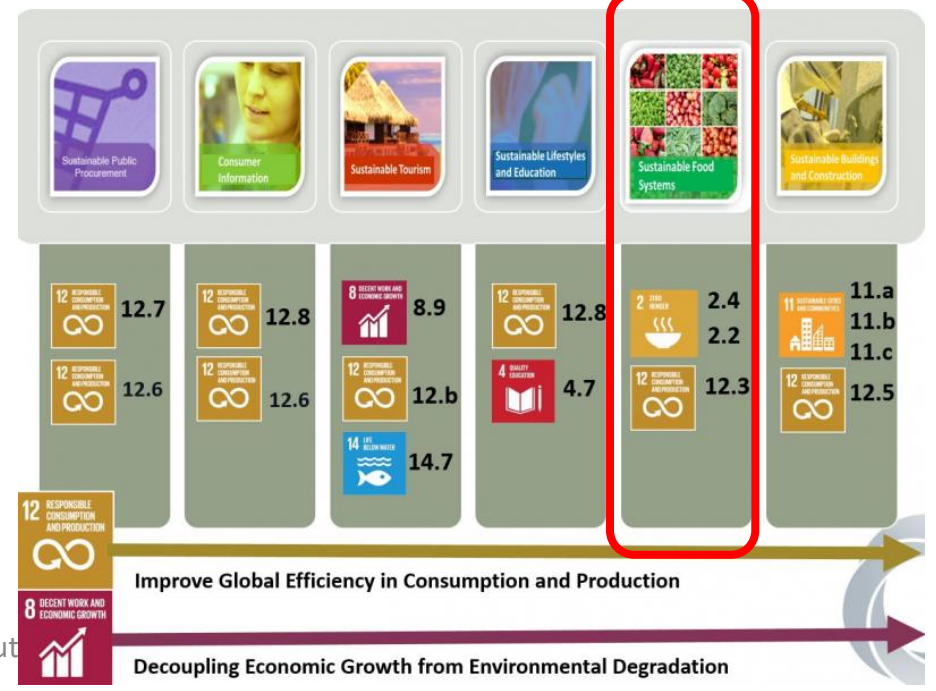 Sustainable Public
Procurement
Consumer
Information
Sustainable Tourism
Sustainable Lifestyles
and Education
Sustainable Food
Systems
Sustainable Buildings
and Construction
12 RESPONSIBLE
CONSUMPTION
AND PRODUCTION
12.7
12 RESPONSIBLE
CONSUMPTION
AND PRODUCTION
12.6
12 RESPONSIBLE
CONSUMPTION
AND PRODUCTION
12.8
12 RESPONSIBLE
CONSUMPTION
AND PRODUCTION
12.6
8 DECENT WORK AND
ECONOMIC GROWTH
8.9
12 RESPONSIBLE
CONSUMPTION
AND PRODUCTION
12.b
14 LIFE
BELOW WATER
14.7
12 RESPONSIBLE
CONSUMPTION
AND PRODUCTION
12.8
4 QUALITY
EDUCATION
4.7
2 ZERO
HUNGER
2.4
2.2
12 RESPONSIBLE
CONSUMPTION
AND PRODUCTION
12.3
11 SUSTAINABLE CITIES
AND COMMUNITIES
11.a
11.b
11.c
12 RESPONSIBLE
CONSUMPTION
AND PRODUCTION
12.5
12 RESPONSIBLE
CONSUMPTION
AND PRODUCTION
Improve Global Efficiency in Consumption and Production
8 DECENT WORK AND
ECONOMIC GROWTH
Decoupling Economic Growth from Environmental Degradation